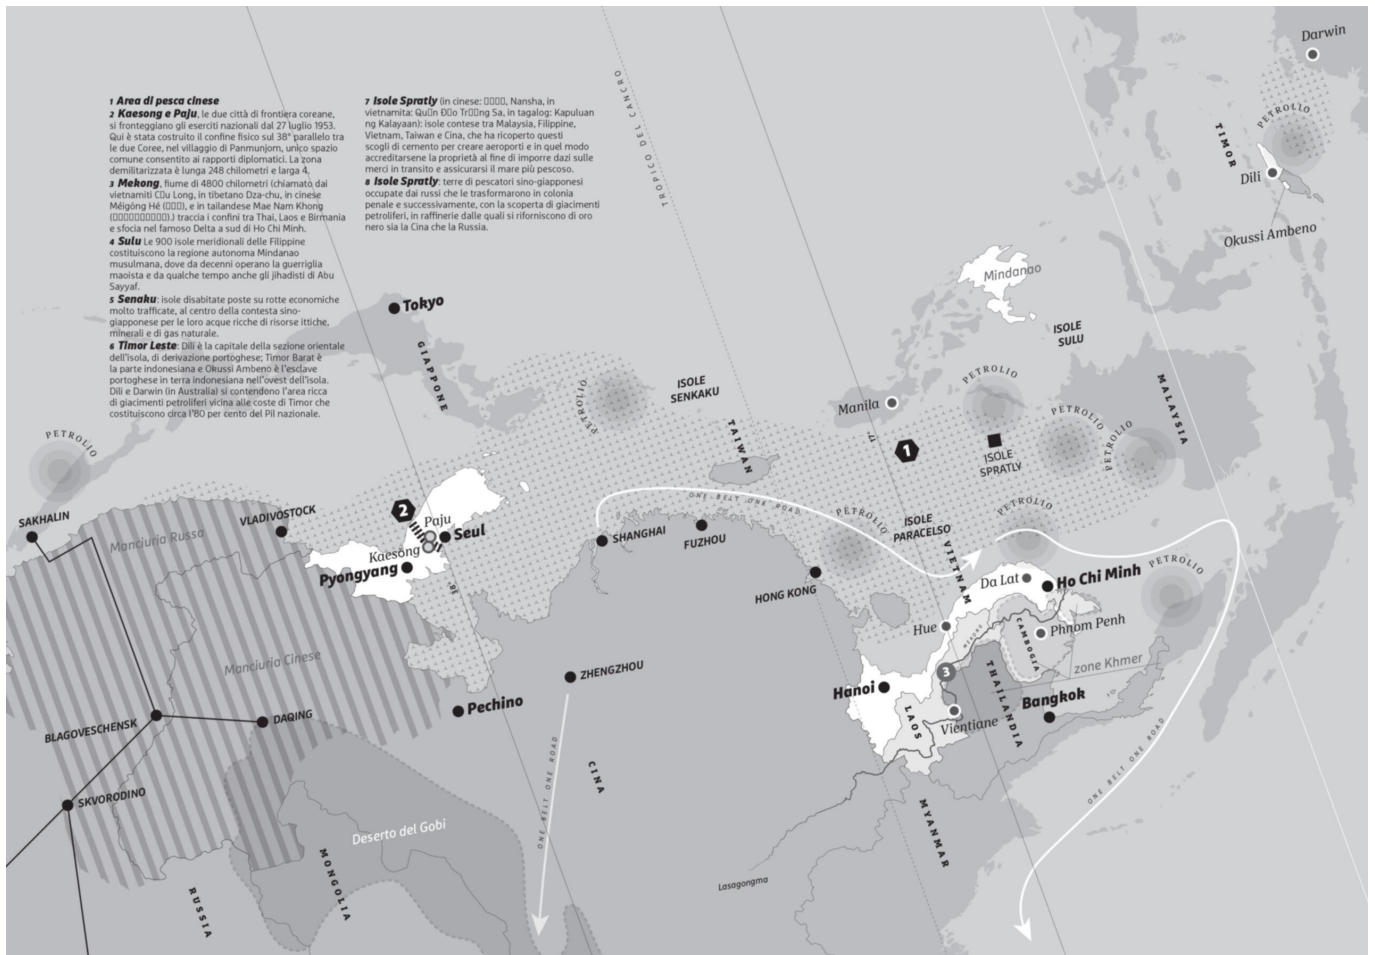 1 Area di pesca cinese
2 Kaesong e Paju, le due città di frontiera coreane,
si fronteggiano gli eserciti nazionali dal 27 luglio 1953.
Qui è stata costruito il confine fisico sul 38° parallelo tra
le due Coree, nel villaggio di Panmunjom, unico spazio
comune consentito ai rapporti diplomatici. La zona
demilitarizzata è lunga 248 chilometri e larga 4.
3 Mekong, fiume di 4800 chilometri (chiamato dai
vietnamiti C▯u Long, in tibetano Dza-chu, in cinese
Méigōng Hé (▯▯▯), e in tailandese Mae Nam Khong
(▯▯▯▯▯▯▯▯▯▯).) traccia i confini tra Thai, Laos e Birmania
e sfocia nel famoso Delta a sud di Ho Chi Minh.
4 Sulu Le 900 isole meridionali delle Filippine
costituiscono la regione autonoma Mindanao
musulmana, dove da decenni operano la guerriglia
maoista e da qualche tempo anche gli jihadisti di Abu
Sayyaf.
5 Senaku: isole disabitate poste su rotte economiche
molto trafficate, al centro della contesta sino-
giapponese per le loro acque ricche di risorse ittiche,
minerali e di gas naturale.
6 Timor Leste: Dili è la capitale della sezione orientale
dell'isola, di derivazione portoghese; Timor Barat è
la parte indonesiana e Okussi Ambeno è l'esclave
portoghese in terra indonesiana nell'ovest dell'isola.
Dili e Darwin (in Australia) si contendono l'area ricca
di giacimenti petroliferi vicina alle coste di Timor che
costituiscono circa l'80 per cento del Pil nazionale.
7 Isole Spratly (in cinese: ▯▯▯▯, Nansha, in
vietnamita: Qu▯n Đ▯o Tr▯▯ng Sa, in tagalog: Kapuluan
ng Kalayaan): isole contese tra Malaysia, Filippine,
Vietnam, Taiwan e Cina, che ha ricoperto questi
scogli di cemento per creare aeroporti e in quel modo
accreditarsene la proprietà al fine di imporre dazi sulle
merci in transito e assicurarsi il mare più pescoso.
8 Isole Spratly: terre di pescatori sino-giapponesi
occupate dai russi che le trasformarono in colonia
penale e successivamente, con la scoperta di giacimenti
petroliferi, in raffinerie dalle quali si riforniscono di oro
nero sia la Cina che la Russia.
TROPICO DEL CANCRO
Darwin
PETROLIO
TIMOR
Dili
Okussi Ambeno
Mindanao
ISOLE
SULU
Tokyo
GIAPPONE
PETROLIO
ISOLE
SENKAKU
PETROLIO
Manila
17°
MALAYSIA
PETROLIO
PETROLIO
TAIWAN
1
ISOLE
SPRATLY
PETROLIO
SAKHALIN
Manciuria Russa
VLADIVOSTOCK
2
Paju
Seul
Kaesong
Pyongyang
38°
ONE BELT ONE ROAD
SHANGHAI
FUZHOU
HONG KONG
PETROLIO
ISOLE
PARACELSO
PETROLIO
VIETNAM
Da Lat
Ho Chi Minh
PETROLIO
Hue
MEKONG
CAMBOGIA
Phnom Penh
zone Khmer
Manciuria Cinese
ZHENGZHOU
Pechino
3
Hanoi
LAOS
THAILANDIA
Bangkok
Vientiane
BLAGOVESCHENSK
DAQING
ONE BELT ONE ROAD
CINA
ONE BELT ONE ROAD
SKVORODINO
Deserto del Gobi
MYANMAR
RUSSIA
MONGOLIA
Lasagongma